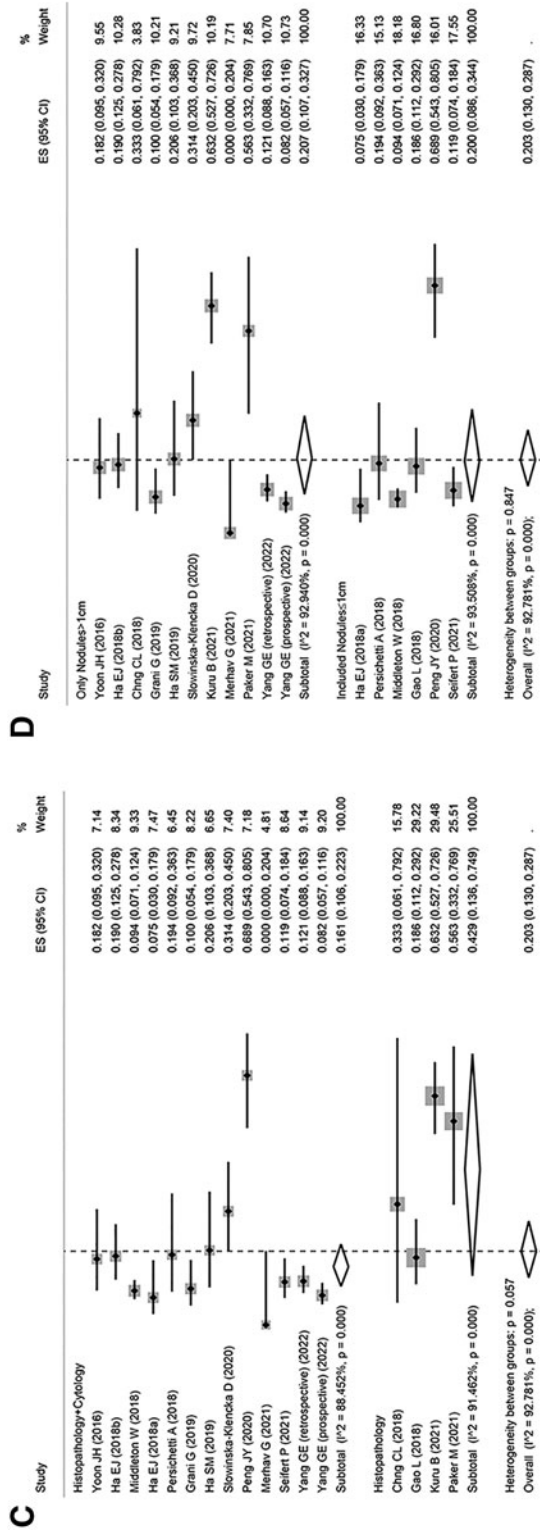 C
Study ES (95% CI) % Weight
Histopathology+Cytology
Yoon JH (2016) 0.182 (0.095, 0.320) 7.14
Ha EJ (2018b) 0.190 (0.125, 0.278) 8.34
Middleton W (2018) 0.094 (0.071, 0.124) 9.33
Ha EJ (2018a) 0.075 (0.030, 0.179) 7.47
Persichetti A (2018) 0.194 (0.092, 0.363) 6.45
Grani G (2019) 0.100 (0.054, 0.179) 8.22
Ha SM (2019) 0.206 (0.103, 0.368) 6.65
Slowinska-Klencka D (2020) 0.314 (0.203, 0.450) 7.40
Peng JY (2020) 0.689 (0.543, 0.805) 7.18
Merhav G (2021) 0.000 (0.000, 0.204) 4.81
Seifert P (2021) 0.119 (0.074, 0.184) 8.64
Yang GE (retrospective) (2022) 0.121 (0.088, 0.163) 9.14
Yang GE (prospective) (2022) 0.082 (0.057, 0.116) 9.20
Subtotal (I^2 = 88.452%, p = 0.000) 0.161 (0.106, 0.223) 100.00
Histopathology
Chng CL (2018) 0.333 (0.061, 0.792) 15.78
Gao L (2018) 0.186 (0.112, 0.292) 29.22
Kuru B (2021) 0.632 (0.527, 0.726) 29.48
Paker M (2021) 0.563 (0.332, 0.769) 25.51
Subtotal (I^2 = 91.462%, p = 0.000) 0.429 (0.136, 0.749) 100.00
Heterogeneity between groups: p = 0.057
Overall (I^2 = 92.781%, p = 0.000); 0.203 (0.130, 0.287) .
D
Study ES (95% CI) % Weight
Only Nodules>1cm
Yoon JH (2016) 0.182 (0.095, 0.320) 9.55
Ha EJ (2018b) 0.190 (0.125, 0.278) 10.28
Chng CL (2018) 0.333 (0.061, 0.792) 3.83
Grani G (2019) 0.100 (0.054, 0.179) 10.21
Ha SM (2019) 0.206 (0.103, 0.368) 9.21
Slowinska-Klencka D (2020) 0.314 (0.203, 0.450) 9.72
Kuru B (2021) 0.632 (0.527, 0.726) 10.19
Merhav G (2021) 0.000 (0.000, 0.204) 7.71
Paker M (2021) 0.563 (0.332, 0.769) 7.85
Yang GE (retrospective) (2022) 0.121 (0.088, 0.163) 10.70
Yang GE (prospective) (2022) 0.082 (0.057, 0.116) 10.73
Subtotal (I^2 = 92.940%, p = 0.000) 0.207 (0.107, 0.327) 100.00
Included Nodules≤1cm
Ha EJ (2018a) 0.075 (0.030, 0.179) 16.33
Persichetti A (2018) 0.194 (0.092, 0.363) 15.13
Middleton W (2018) 0.094 (0.071, 0.124) 18.18
Gao L (2018) 0.186 (0.112, 0.292) 16.80
Peng JY (2020) 0.689 (0.543, 0.805) 16.01
Seifert P (2021) 0.119 (0.074, 0.184) 17.55
Subtotal (I^2 = 93.508%, p = 0.000) 0.200 (0.086, 0.344) 100.00
Heterogeneity between groups: p = 0.847
Overall (I^2 = 92.781%, p = 0.000); 0.203 (0.130, 0.287) .